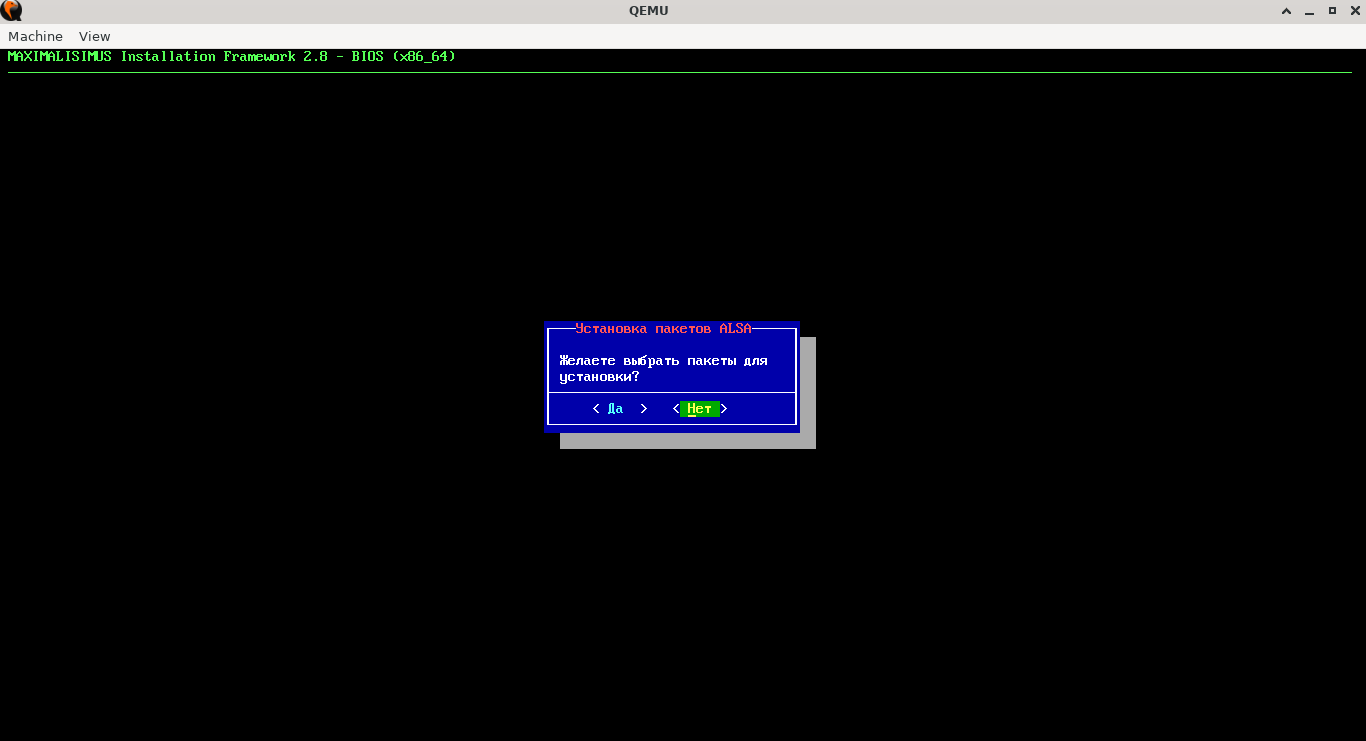 QEMU
Machine View
MAXIMALISIMUS Installation Framework 2.8 - BIOS (x86_64)
Установка пакетов ALSA
Желаете выбрать пакеты для
установки?
< Да > < Нет >